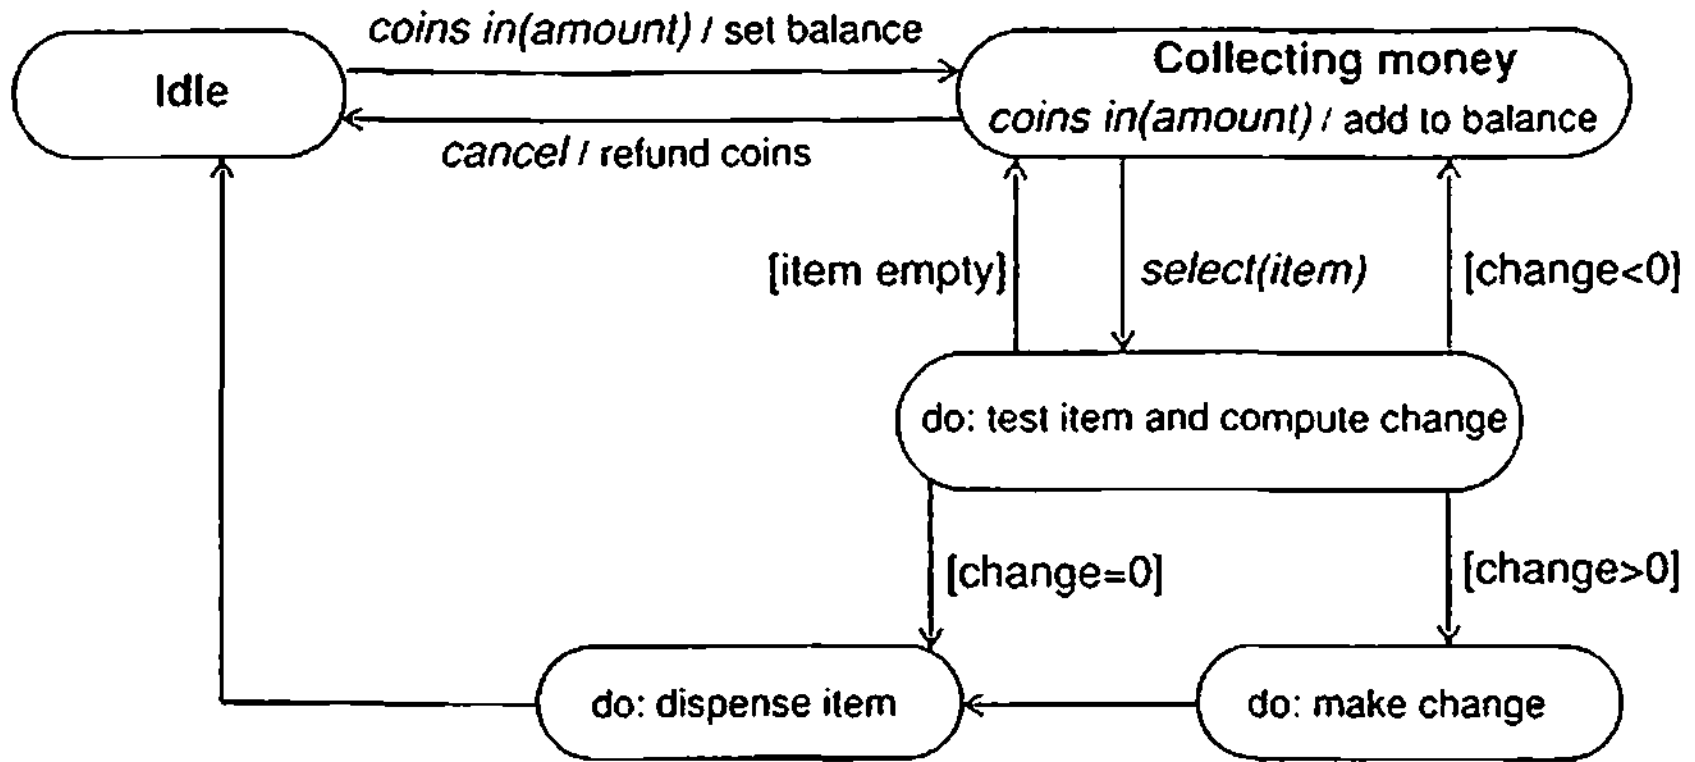 coins in(amount) / set balance
Idle
cancel / refund coins
Collecting money
coins in(amount) / add to balance
[item empty]
select(item)
[change<0]
do: test item and compute change
[change=0]
[change>0]
do: dispense item
do: make change